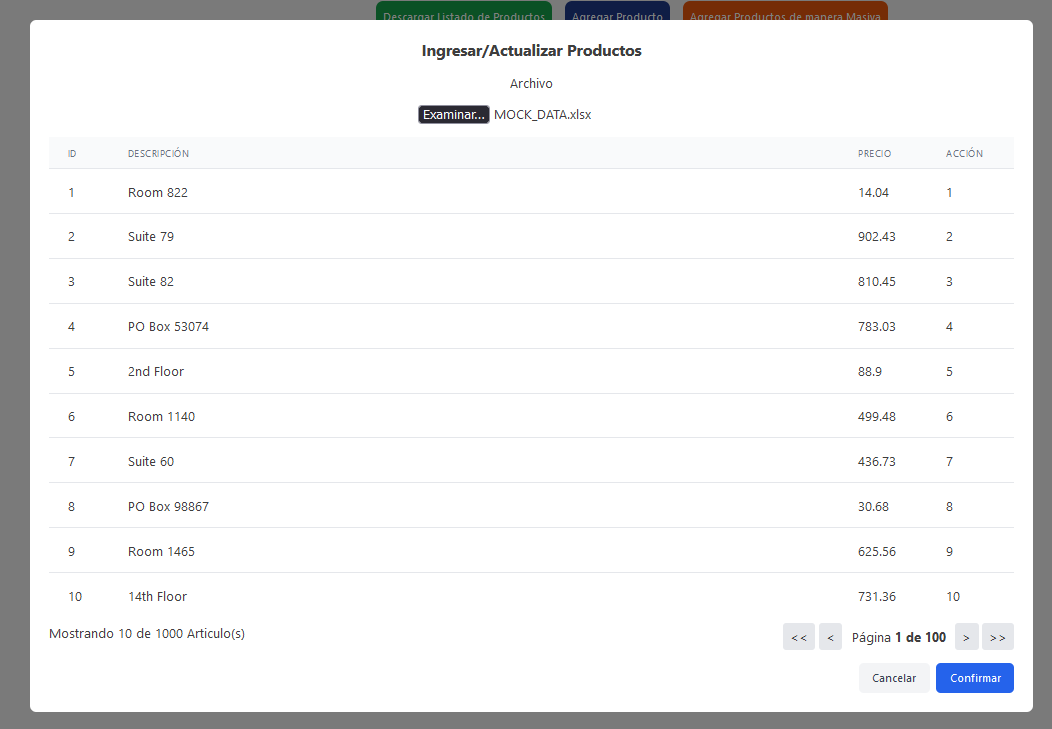 Descargar Listado de Productos Agregar Producto Agregar Productos de manera Masiva
Ingresar/Actualizar Productos
Archivo
Examinar... MOCK_DATA.xlsx
ID DESCRIPCIÓN PRECIO ACCIÓN
1 Room 822 14.04 1
2 Suite 79 902.43 2
3 Suite 82 810.45 3
4 PO Box 53074 783.03 4
5 2nd Floor 88.9 5
6 Room 1140 499.48 6
7 Suite 60 436.73 7
8 PO Box 98867 30.68 8
9 Room 1465 625.56 9
10 14th Floor 731.36 10
Mostrando 10 de 1000 Articulo(s) << < Página 1 de 100 > >>
Cancelar Confirmar